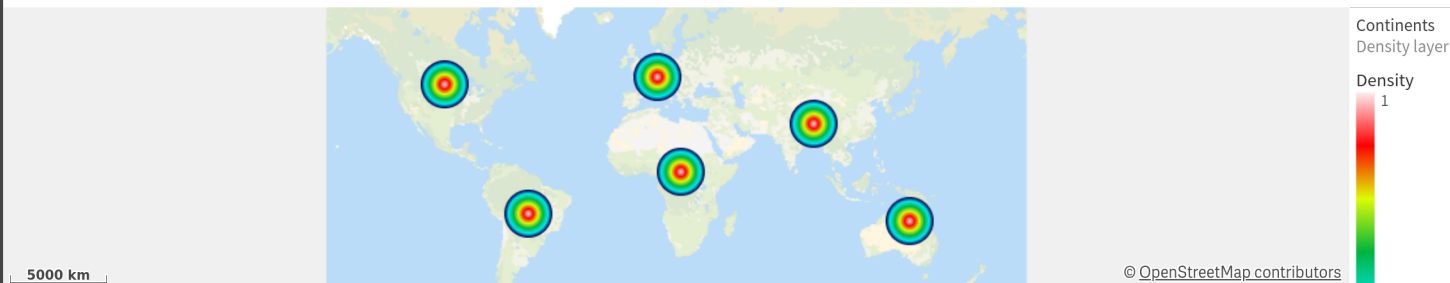 Continents
Density layer
Density
1
5000 km
© OpenStreetMap contributors